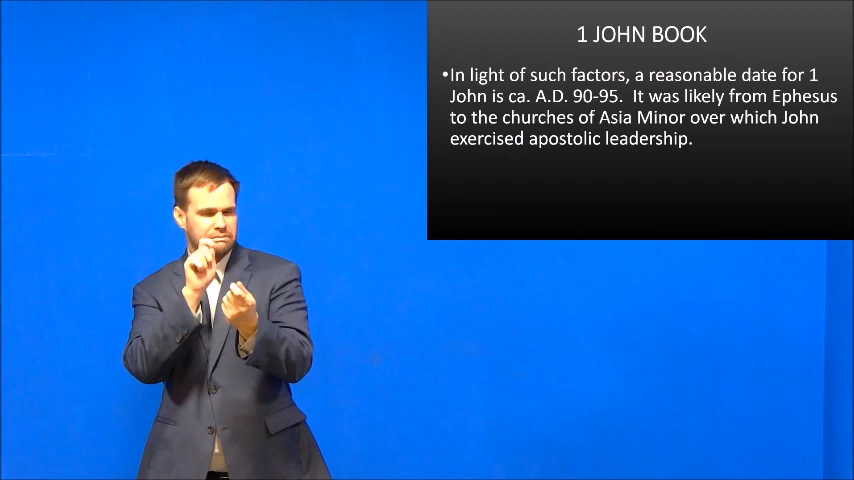 1 JOHN BOOK
•In light of such factors, a reasonable date for 1
John is ca. A.D. 90-95.  It was likely from Ephesus
to the churches of Asia Minor over which John
exercised apostolic leadership.